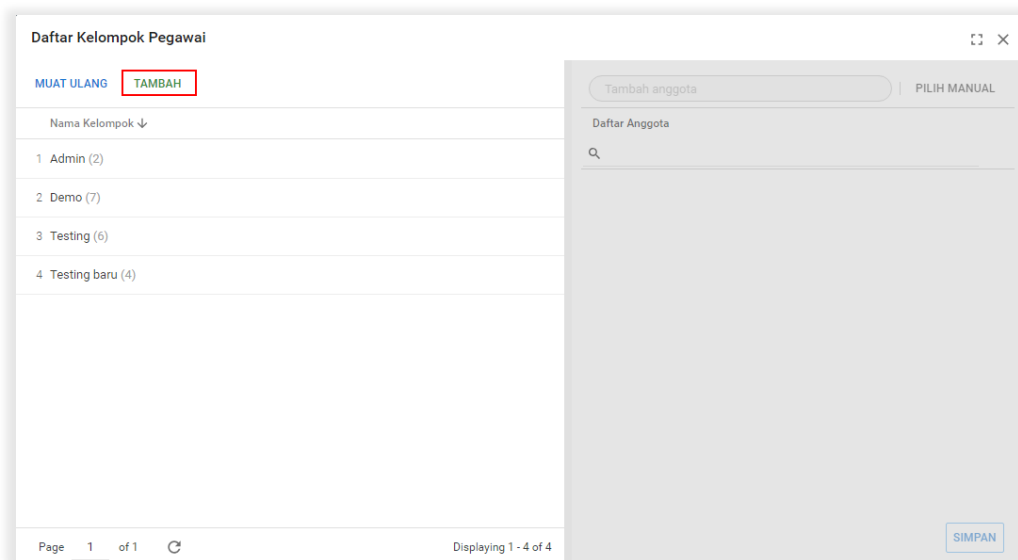 Daftar Kelompok Pegawai
MUAT ULANG TAMBAH
Nama Kelompok
1 Admin (2)
2 Demo (7)
3 Testing (6)
4 Testing baru (4)
Page 1 of 1
Displaying 1 - 4 of 4
Tambah anggota | PILIH MANUAL
Daftar Anggota
SIMPAN